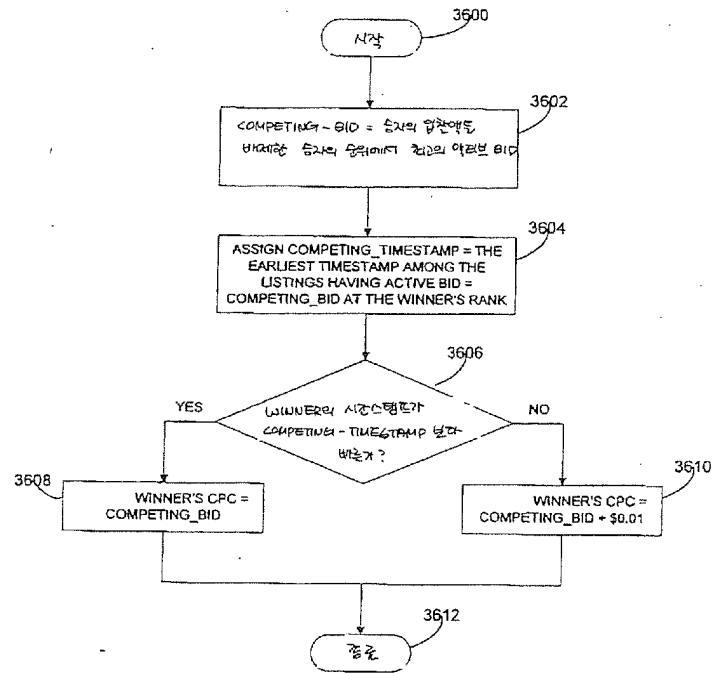 3600
시작
3602
COMPETING-BID = 승자의 입찰액을
배제한 승자의 순위에서 최고의 액티브 BID
3604
ASSIGN COMPETING_TIMESTAMP = THE
EARLIEST TIMESTAMP AMONG THE
LISTINGS HAVING ACTIVE BID =
COMPETING_BID AT THE WINNER'S RANK
3606
WINNER의 시간스탬프가
COMPETING-TIMESTAMP 보다
빠른가?
YES
NO
3608
WINNER'S CPC =
COMPETING_BID
3610
WINNER'S CPC =
COMPETING_BID + $0.01
3612
종료